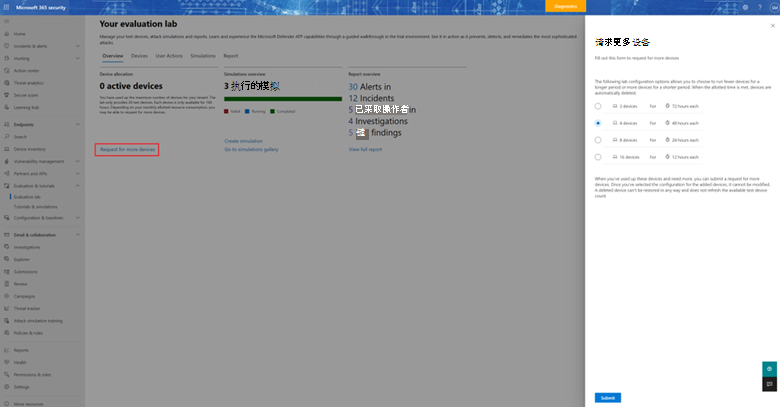 Microsoft 365 security
Diagnostics
Home
Incidents & alerts
Hunting
Action center
Threat analytics
Secure score
Learning hub
Endpoints
Search
Device inventory
Vulnerability management
Partners and APIs
Evaluation & tutorials
Evaluation lab
Tutorials & simulations
Configuration & baselines
Email & collaboration
Investigations
Explorer
Submissions
Review
Campaigns
Threat tracker
Attack simulation training
Policies & rules
Reports
Health
Permissions & roles
Settings
More resources
Your evaluation lab
Manage your test devices, attack simulations and reports. Learn and experience the Microsoft Defender ATP capabilities through a guided walkthrough in the trial environment. See it in action as it prevents, detects, and remediates the most sophisticated
attacks.
Overview Devices User Actions Simulations Report
Device allocation
0 active devices
You have used up the maximum number of devices for your tenant. The
lab only provides 30 test devices. Each device is only available for 160
hours. Depending on your monthly allotted resource consumption, you
may be able to request for more devices.
Request for more devices
Simulations overview
3 执行的模拟
Failed Running Completed
Create simulation
Go to simulations gallery
Report overview
30 Alerts in
12 Incidents
5 已采取操作者 in
4 Investigations
5 findings
View full report
请求更多 设备
Fill out this form to request for more devices
The following lab configuration options allows you to choose to run fewer devices for a
longer period or more devices for a shorter period. When the allotted time is met, devices are
automatically deleted.
2 devices For 72 hours each
4 devices For 48 hours each
8 devices For 24 hours each
16 devices For 12 hours each
When you've used up these devices and need more, you can submit a request for more
devices. Once you've selected the configuration for the added devices, it cannot be modified.
A deleted device can't be restored in any way and does not refresh the available test device
count
Submit